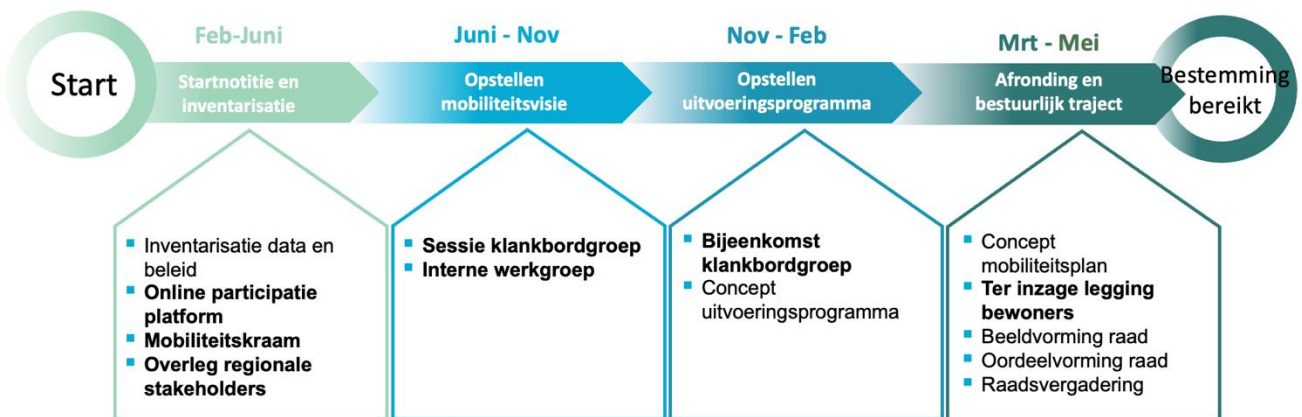 Start
Feb-Juni
Startnotitie en
inventarisatie
Juni - Nov
Opstellen
mobiliteitsvisie
Nov - Feb
Opstellen
uitvoeringsprogramma
Mrt - Mei
Afronding en
bestuurlijk traject
Bestemming
bereikt
Inventarisatie data en
beleid
Online participatie
platform
Mobiliteitskraam
Overleg regionale
stakeholders
Sessie klankbordgroep
Interne werkgroep
Bijeenkomst
klankbordgroep
Concept
uitvoeringsprogramma
Concept
mobiliteitsplan
Ter inzage legging
bewoners
Beeldvorming raad
Oordeelvorming raad
Raadsvergadering